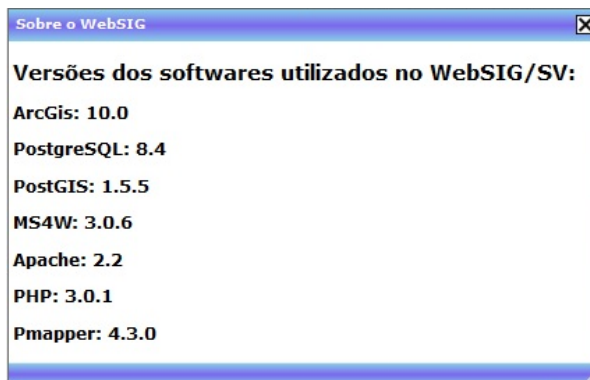 Sobre o WebSIG
Versões dos softwares utilizados no WebSIG/SV:
ArcGis: 10.0
PostgreSQL: 8.4
PostGIS: 1.5.5
MS4W: 3.0.6
Apache: 2.2
PHP: 3.0.1
Pmapper: 4.3.0